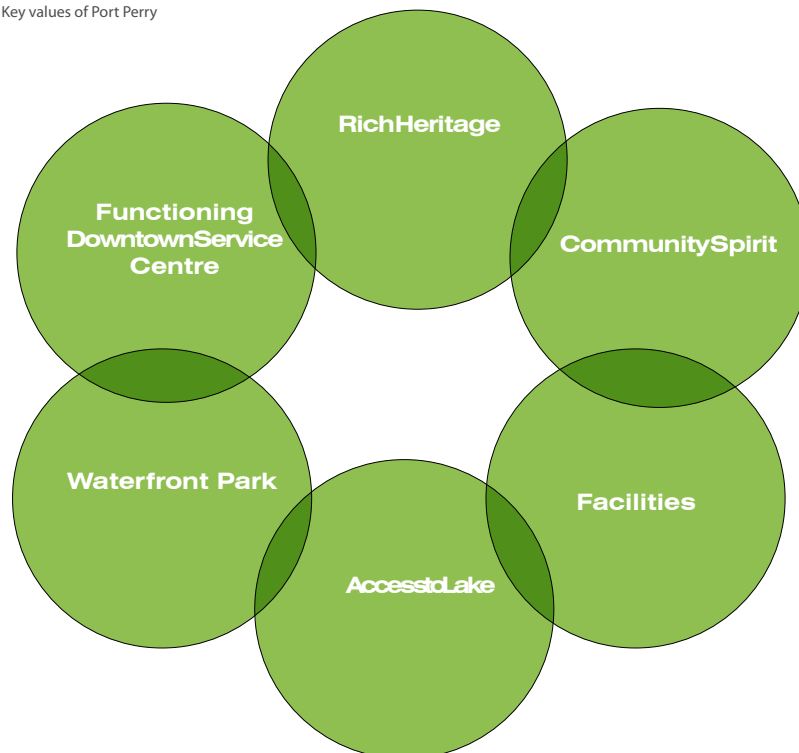 Key values of Port Perry
RichHeritage
Functioning
DowntownService
Centre
CommunitySpirit
Waterfront Park
Facilities
AccesstoLake